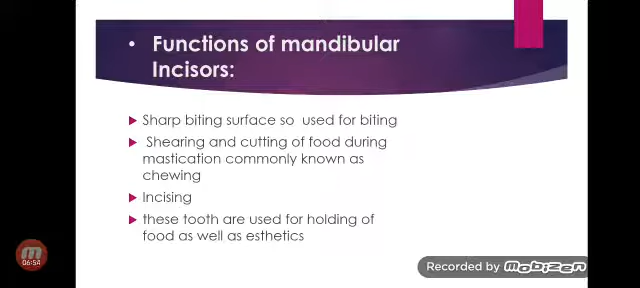 • Functions of mandibular
Incisors:
Sharp biting surface so used for biting
Shearing and cutting of food during
mastication commonly known as
chewing
Incising
these tooth are used for holding of
food as well as esthetics
06:54
Recorded by mobizen